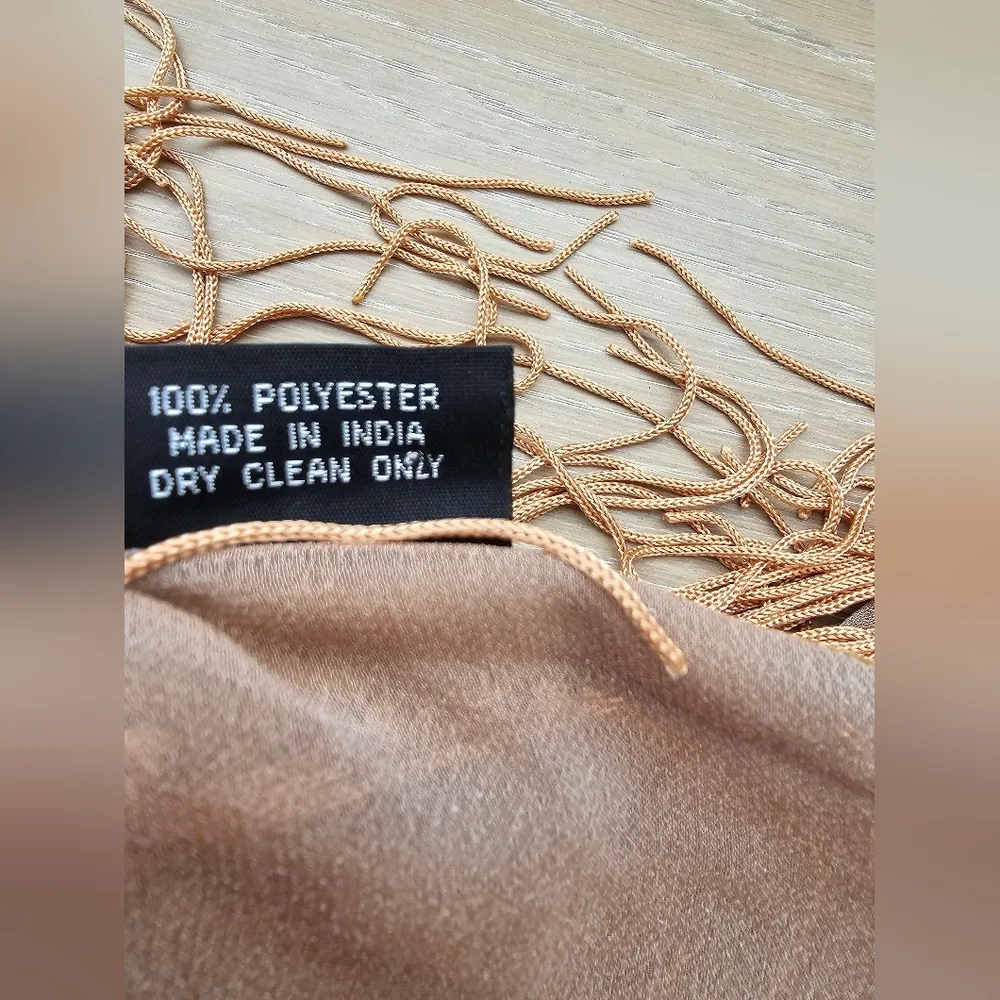 100% POLYESTER
MADE IN INDIA
DRY CLEAN ONLY